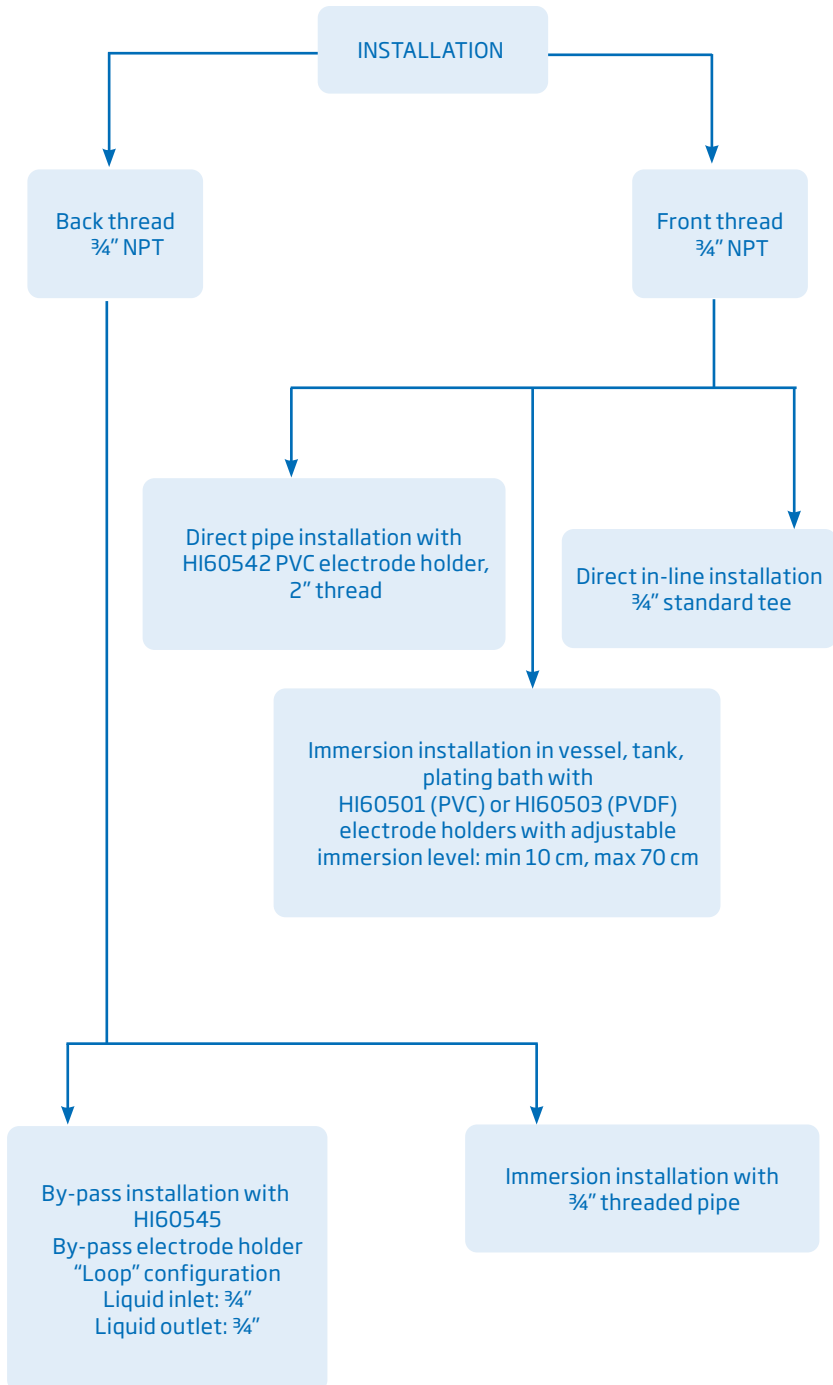 INSTALLATION
Back thread
¾” NPT
Front thread
¾” NPT
Direct pipe installation with
HI60542 PVC electrode holder,
2” thread
Direct in-line installation
¾” standard tee
Immersion installation in vessel, tank,
plating bath with
HI60501 (PVC) or HI60503 (PVDF)
electrode holders with adjustable
immersion level: min 10 cm, max 70 cm
By-pass installation with
HI60545
By-pass electrode holder
“Loop” configuration
Liquid inlet: ¾”
Liquid outlet: ¾”
Immersion installation with
¾” threaded pipe